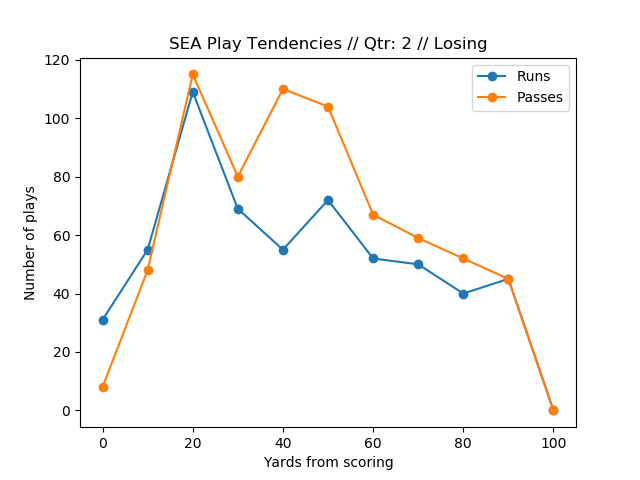 SEA Play Tendencies // Qtr: 2 // Losing
Runs
Passes
Number of plays
120
100
80
60
40
20
0
0 20 40 60 80 100
Yards from scoring